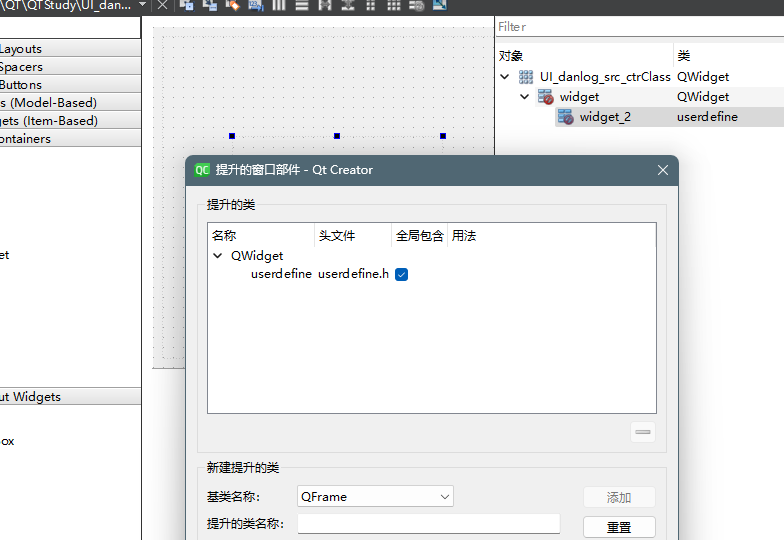 \QT\QTStudy\UI_dan...
Layouts
Spacers
Buttons
s (Model-Based)
gets (Item-Based)
ontainers
et
ut Widgets
ox
Filter
对象 类
UI_danlog_src_ctrClass QWidget
widget QWidget
widget_2 userdefine
QC 提升的窗口部件 - Qt Creator
提升的类
名称 头文件 全局包含 用法
QWidget
userdefine userdefine.h
新建提升的类
基类名称： QFrame 添加
提升的类名称： 重置